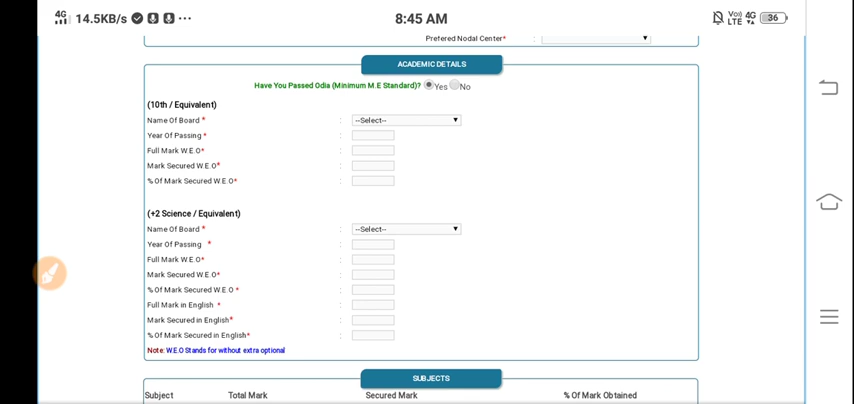 4G 14.5KB/s ... 8:45 AM Vo) LTE 4G 36
Prefered Nodal Center* :
ACADEMIC DETAILS
Have You Passed Odia (Minimum M.E Standard)? Yes No
(10th / Equivalent)
Name Of Board * : --Select--
Year Of Passing * :
Full Mark W.E.O* :
Mark Secured W.E.O* :
% Of Mark Secured W.E.O* :
(+2 Science / Equivalent)
Name Of Board * : --Select--
Year Of Passing * :
Full Mark W.E.O* :
Mark Secured W.E.O* :
% Of Mark Secured W.E.O * :
Full Mark in English * :
Mark Secured in English* :
% Of Mark Secured in English* :
Note: W.E.O Stands for without extra optional
SUBJECTS
Subject Total Mark Secured Mark % Of Mark Obtained